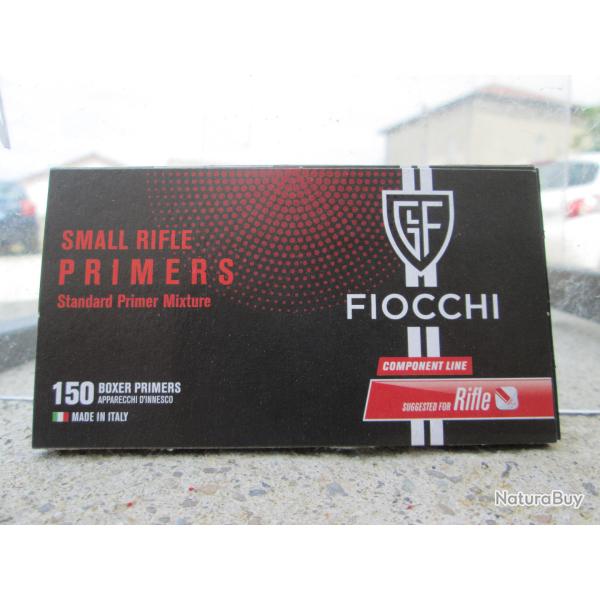 SMALL RIFLE
PRIMERS
Standard Primer Mixture
150 BOXER PRIMERS
APPARECCHI D'INNESCO
MADE IN ITALY
GLF
FIOCCHI
COMPONENT LINE
SUGGESTED FOR Rifle
NaturaBuy